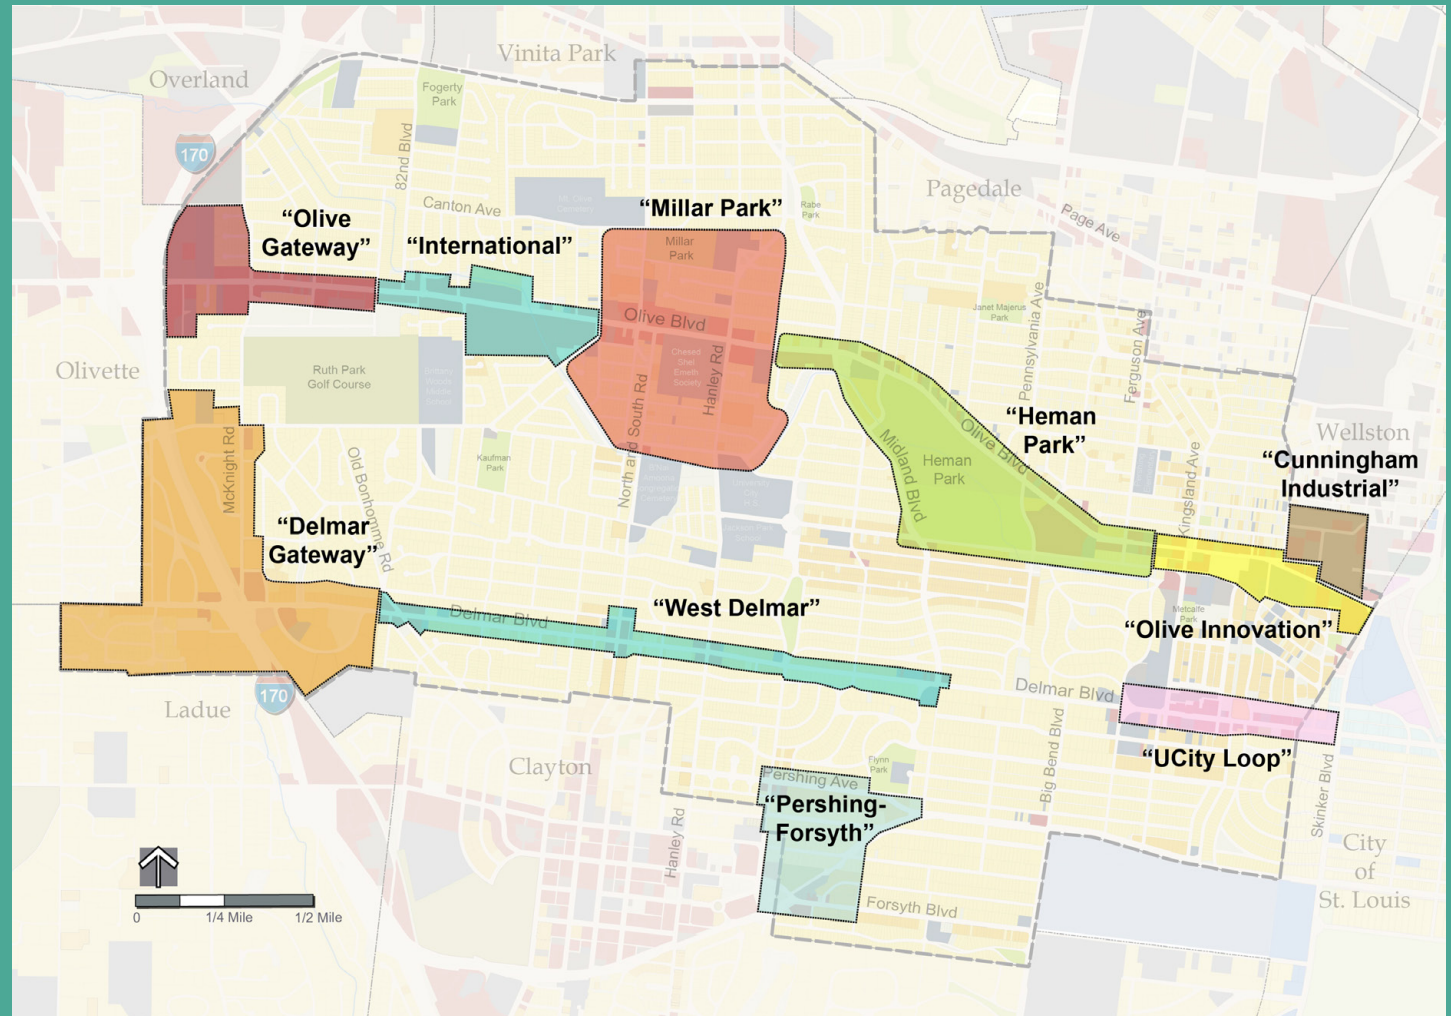 Vinita Park
Overland
Fogerty
Park
170
82nd Blvd
Pagedale
Canton Ave
“Millar Park”
Rabe
Park
Page Ave
“Olive
Gateway”
“International”
Millar
Park
Olive Blvd
Janet Majerus
Park
Pennsylvania Ave
Ferguson Ave
Olivette
Ruth Park
Golf Course
Chesed
Shel
Emeth
Society
Hanley Rd
North and South Rd
“Heman
Park”
Olive Blvd
Wellston
“Cunningham
Industrial”
McKnight Rd
Old Bonhomme Rd
Kaufman
Park
Midland Blvd
Heman
Park
Kingsland Ave
“Delmar
Gateway”
Delmar Blvd
“West Delmar”
Metcalfe
Park
“Olive Innovation”
170
Ladue
Delmar Blvd
Big Bend Blvd
“UCity Loop”
Clayton
Flynn
Park
Pershing Ave
“Pershing-
Forsyth”
Hanley Rd
Skinker Blvd
City
of
St. Louis
Forsyth Blvd
0
1/4 Mile
1/2 Mile